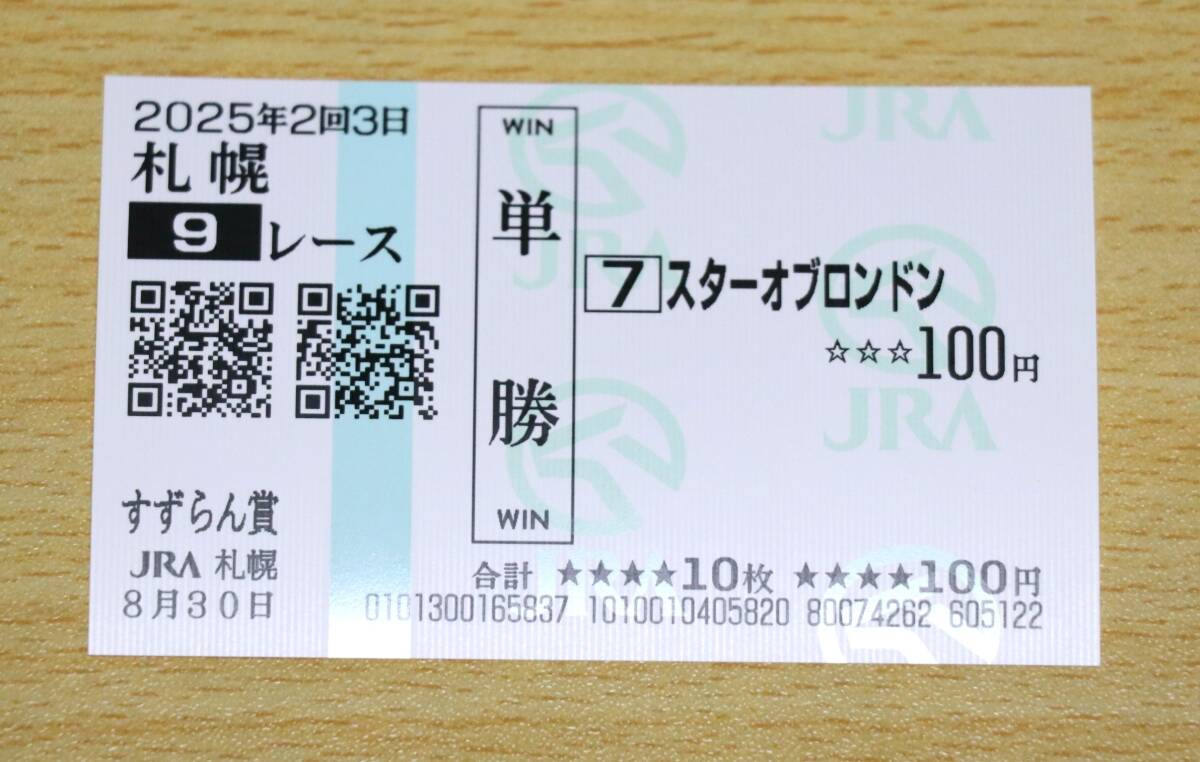 2025年2回3日
札幌
9レース
すずらん賞
JRA 札幌
8月30日
WIN
単勝
WIN
7 スターオブロンドン
☆☆☆100円
合計 ★★★★10枚 ★★★★100円
0101300165837 1010010405820 80074262 605122
JRA
JRA
JRA
JRA